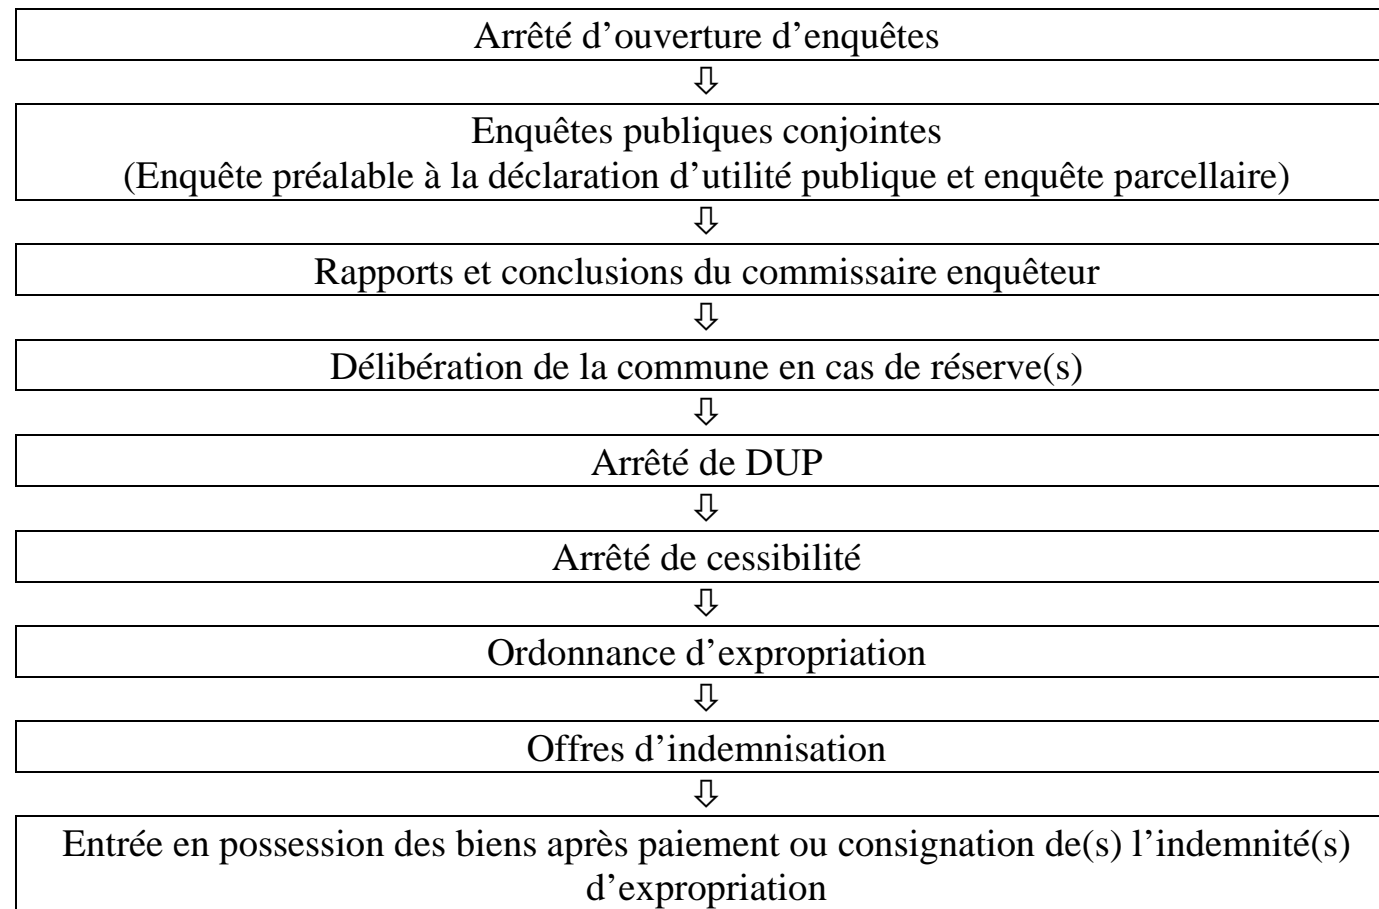 Arrêté d’ouverture d’enquêtes
⇩
Enquêtes publiques conjointes
(Enquête préalable à la déclaration d’utilité publique et enquête parcellaire)
⇩
Rapports et conclusions du commissaire enquêteur
⇩
Délibération de la commune en cas de réserve(s)
⇩
Arrêté de DUP
⇩
Arrêté de cessibilité
⇩
Ordonnance d’expropriation
⇩
Offres d’indemnisation
⇩
Entrée en possession des biens après paiement ou consignation de(s) l’indemnité(s)
d’expropriation